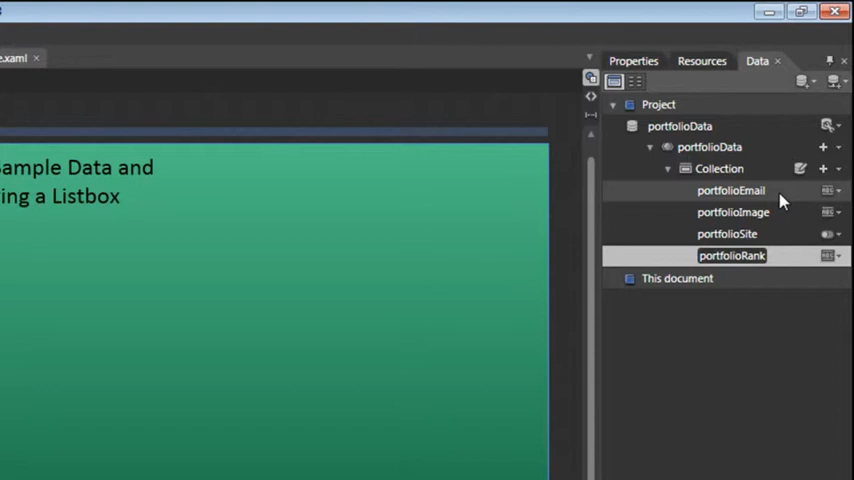 e.xaml
Properties
Resources
Data
Project
portfolioData
portfolioData
Collection
portfolioEmail
portfolioImage
portfolioSite
portfolioRank
This document
ample Data and
ing a Listbox